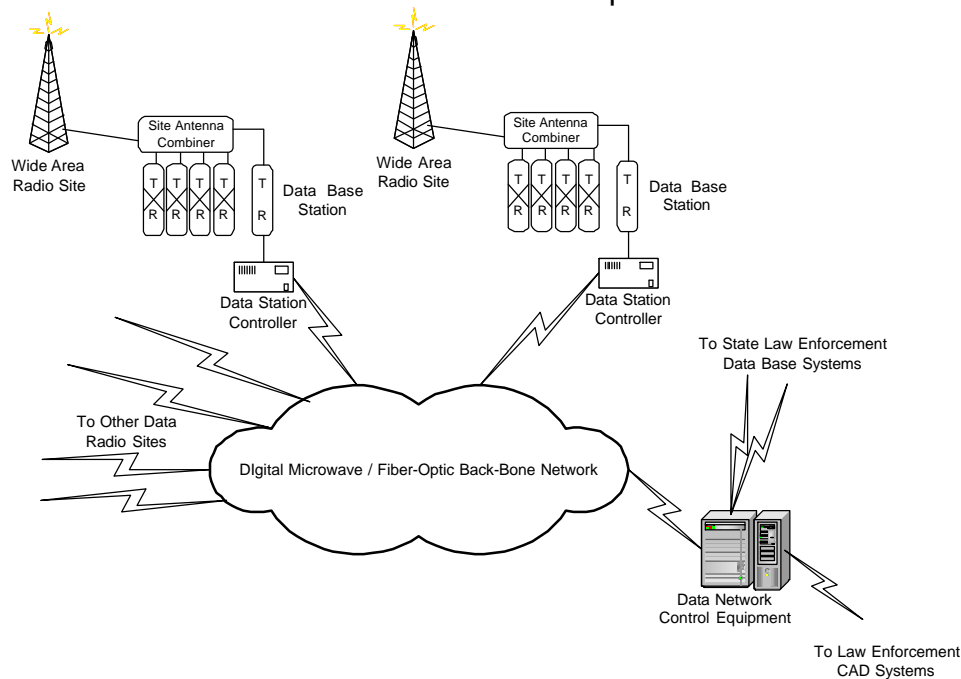 Wide Area
Radio Site
Site Antenna
Combiner
T T T T
R R R R
T
R
Data Base
Station
Data Station
Controller
Wide Area
Radio Site
Site Antenna
Combiner
T T T T
R R R R
T
R
Data Base
Station
Data Station
Controller
To State Law Enforcement
Data Base Systems
To Other Data
Radio Sites
DIgital Microwave / Fiber-Optic Back-Bone Network
Data Network
Control Equipment
To Law Enforcement
CAD Systems